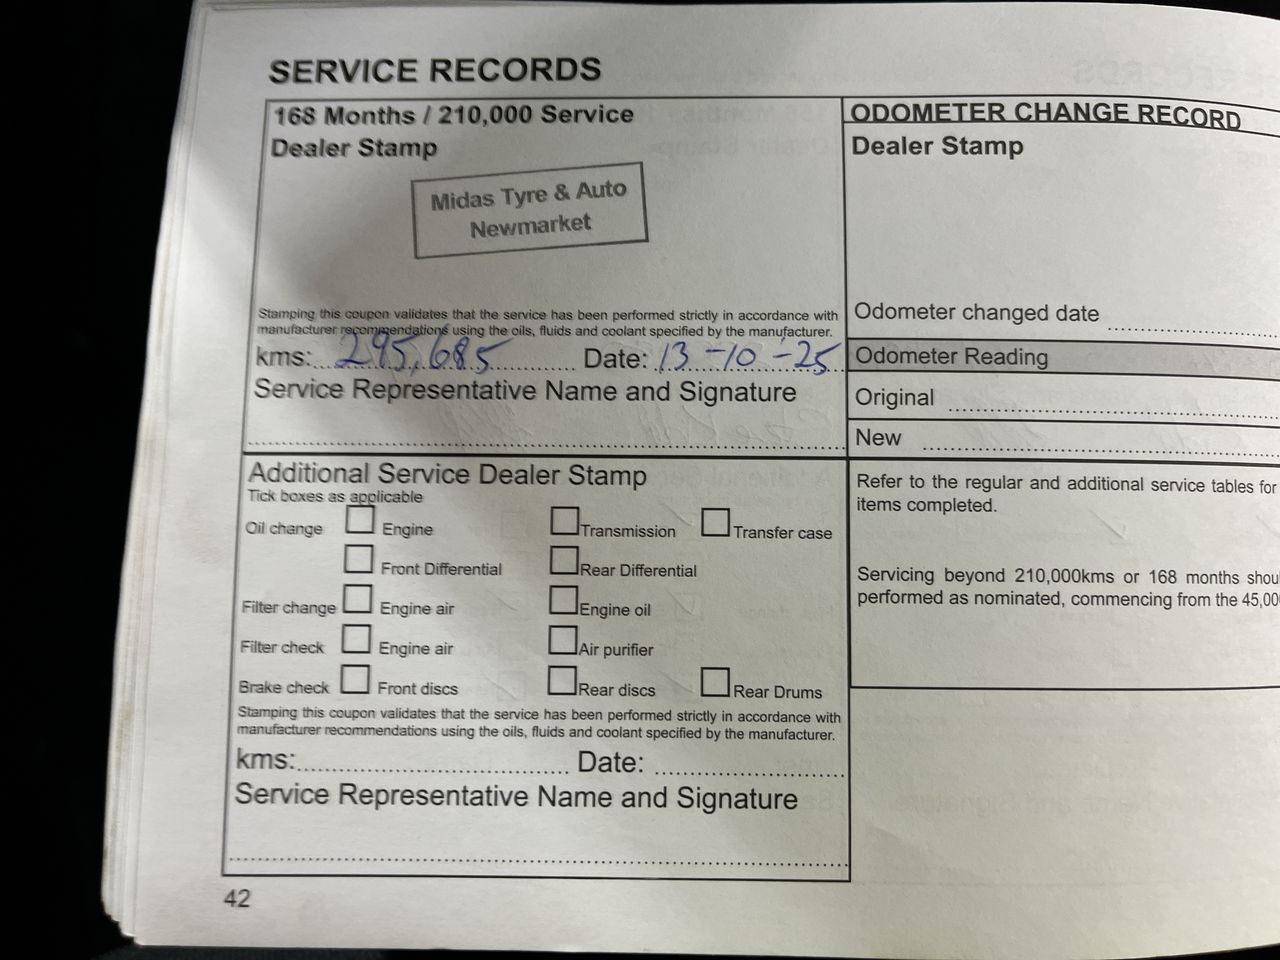 SERVICE RECORDS
168 Months / 210,000 Service
Dealer Stamp
Midas Tyre & Auto
Newmarket
Stamping this coupon validates that the service has been performed strictly in accordance with
manufacturer recommendations using the oils, fluids and coolant specified by the manufacturer.
kms: 295,685 Date: 13-10-25
Service Representative Name and Signature
Additional Service Dealer Stamp
Tick boxes as applicable
Oil change Engine Transmission Transfer case
Front Differential Rear Differential
Filter change Engine air Engine oil
Filter check Engine air Air purifier
Brake check Front discs Rear discs Rear Drums
Stamping this coupon validates that the service has been performed strictly in accordance with
manufacturer recommendations using the oils, fluids and coolant specified by the manufacturer.
kms: Date:
Service Representative Name and Signature
42
ODOMETER CHANGE RECORD
Dealer Stamp
Odometer changed date
Odometer Reading
Original
New
Refer to the regular and additional service tables for
items completed.
Servicing beyond 210,000kms or 168 months
performed as nominated, commencing from the